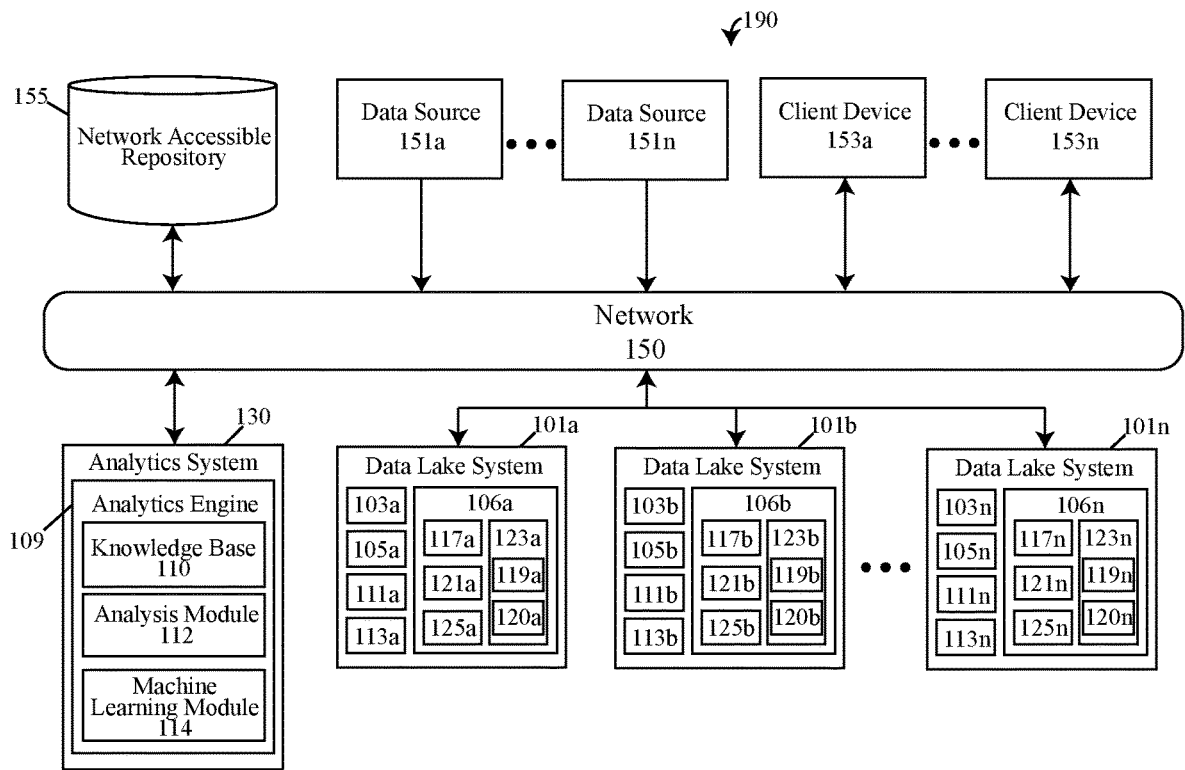 190
155
Network Accessible
Repository
Data Source
151a
Data Source
151n
Client Device
153a
Client Device
153n
Network
150
130
Analytics System
109
Analytics Engine
Knowledge Base
110
Analysis Module
112
Machine
Learning Module
114
101a
Data Lake System
103a
105a
111a
113a
106a
117a
121a
125a
123a
119a
120a
101b
Data Lake System
103b
105b
111b
113b
106b
117b
121b
125b
123b
119b
120b
101n
Data Lake System
103n
105n
111n
113n
106n
117n
121n
125n
123n
119n
120n